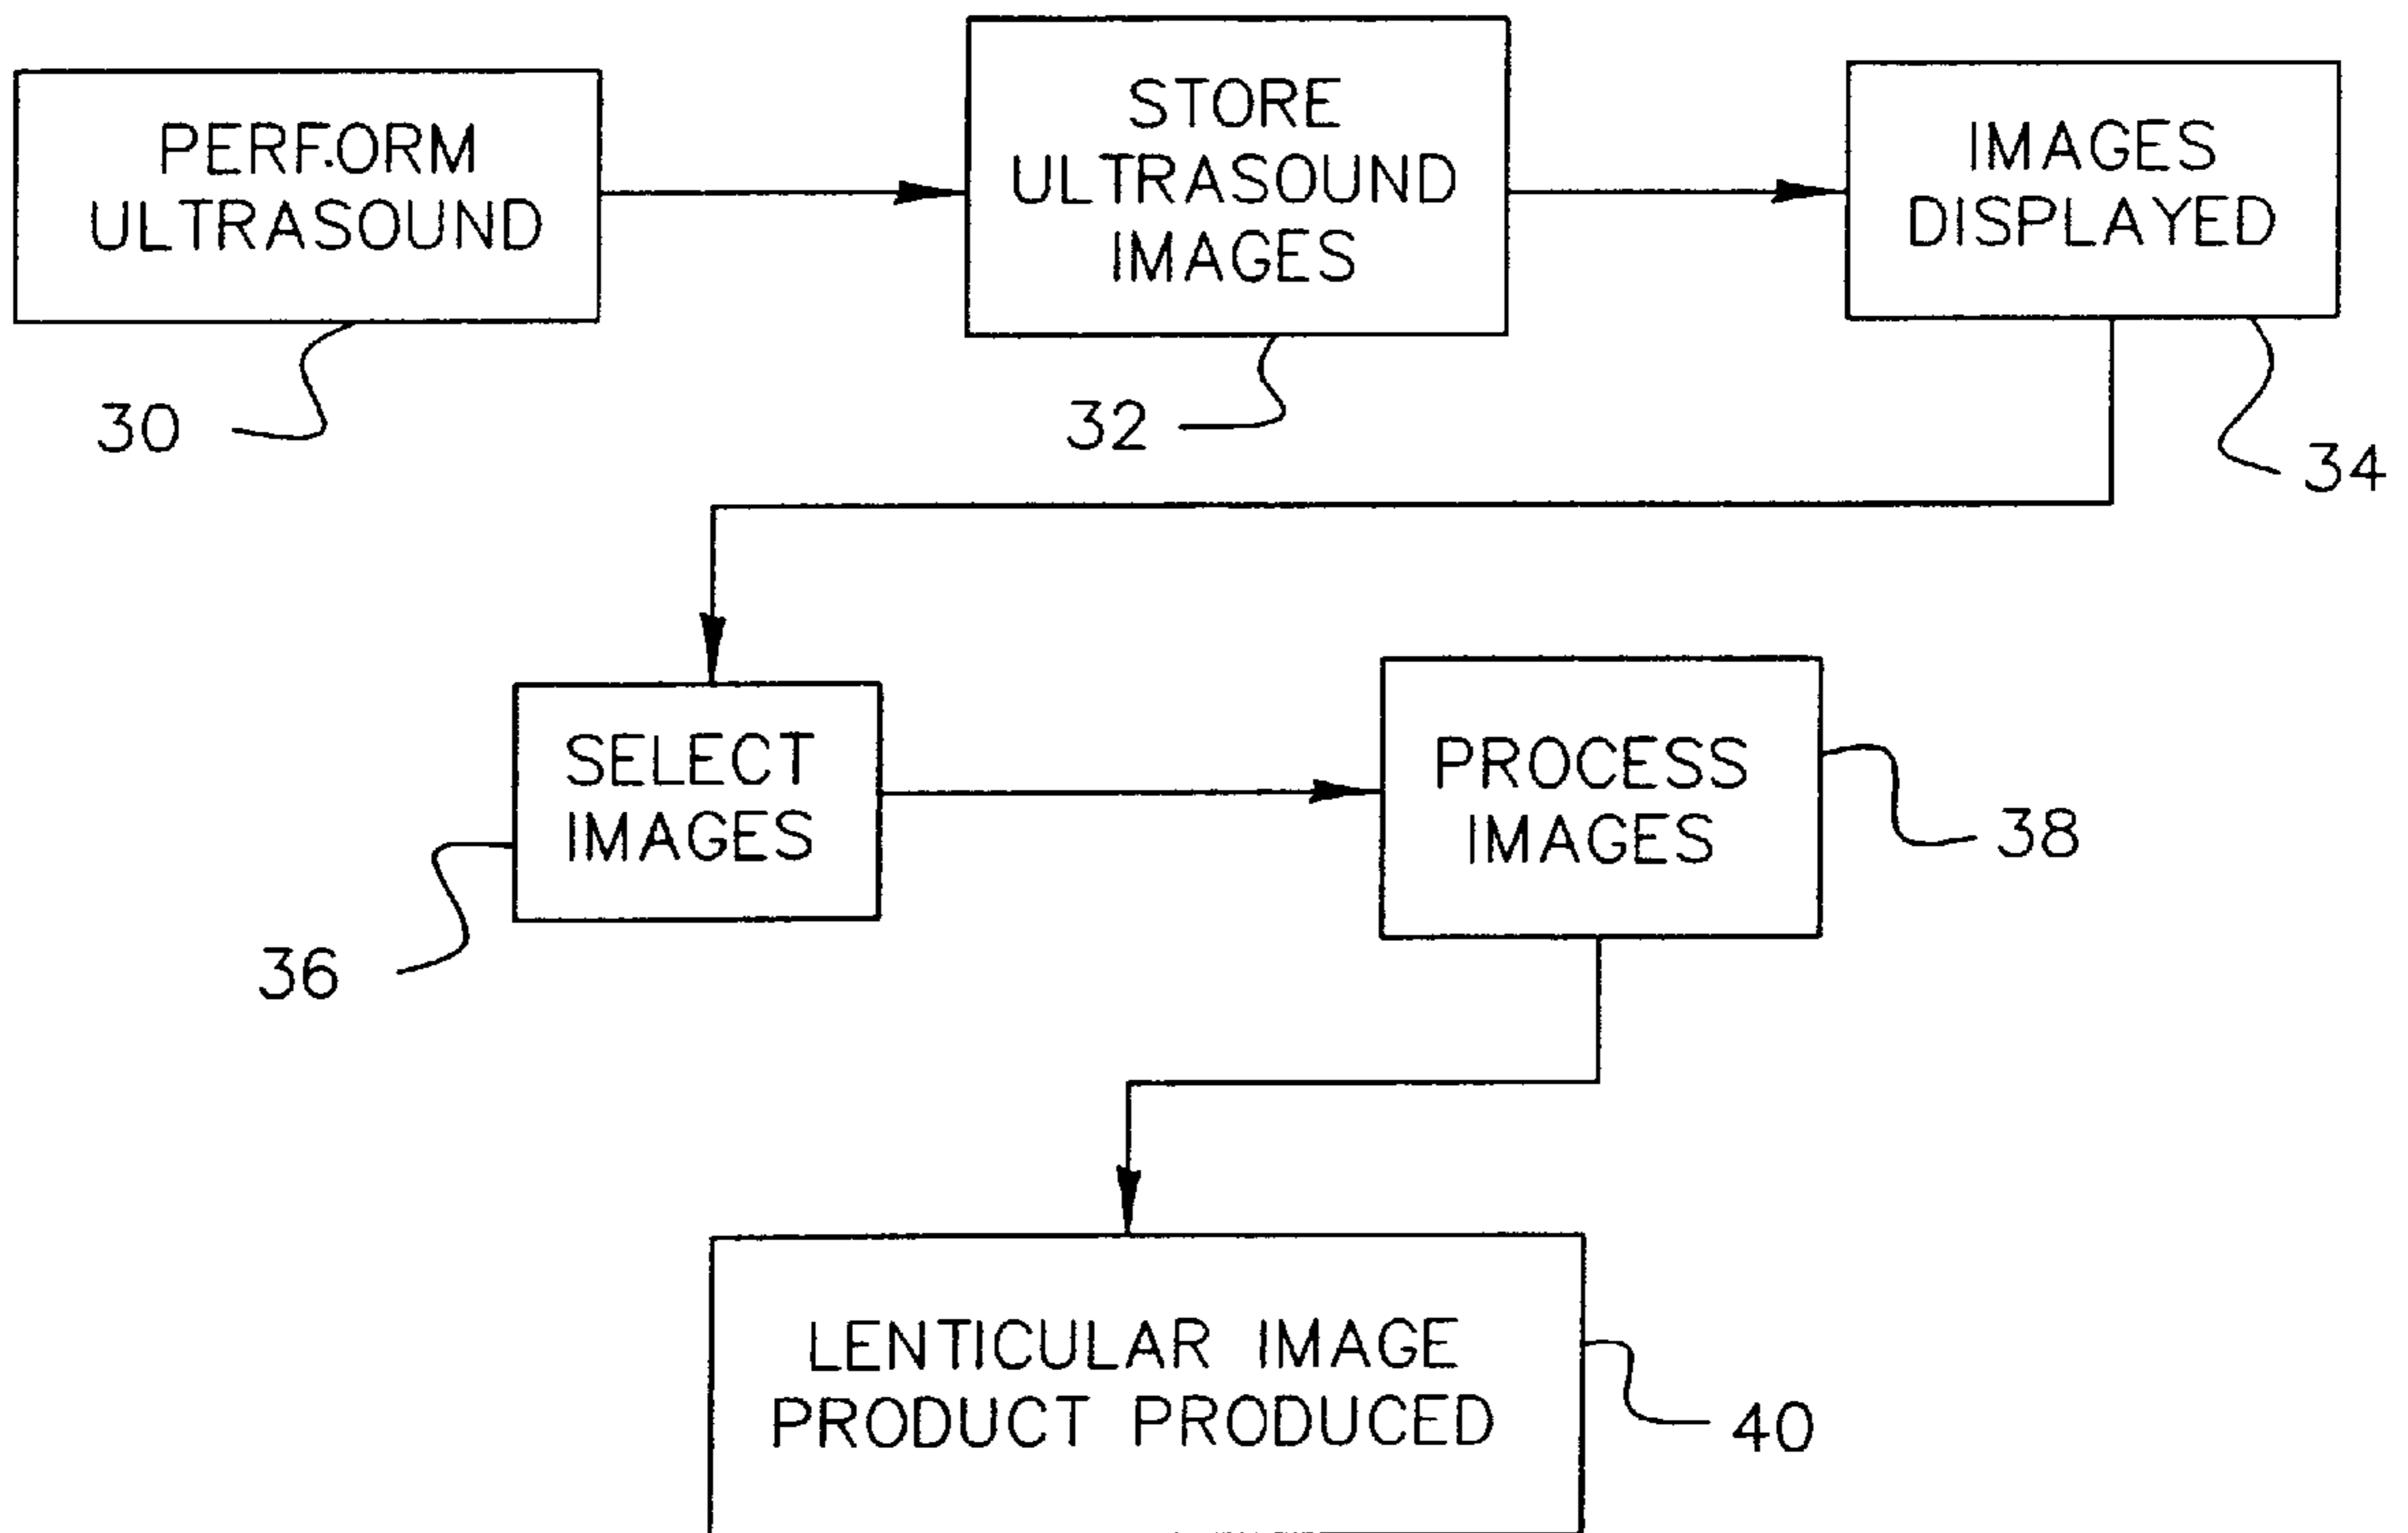 PERFORM
ULTRASOUND
30
STORE
ULTRASOUND
IMAGES
32
IMAGES
DISPLAYED
34
SELECT
IMAGES
36
PROCESS
IMAGES
38
LENTICULAR IMAGE
PRODUCT PRODUCED
40